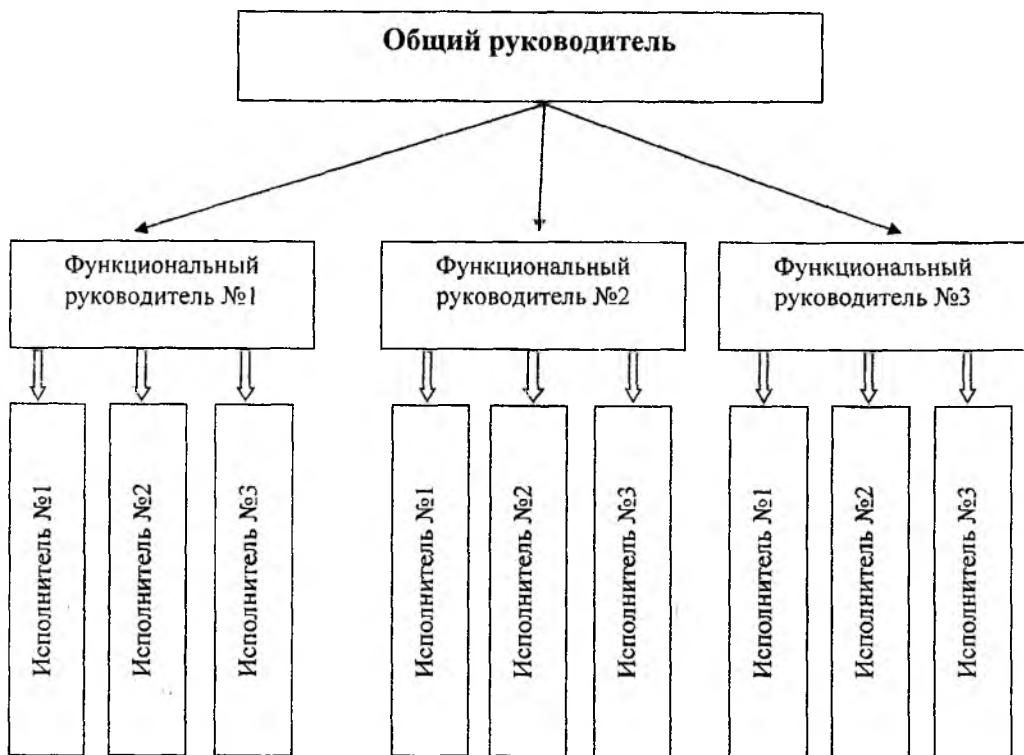 Общий руководитель
Функциональный
руководитель №1
Функциональный
руководитель №2
Функциональный
руководитель №3
Исполнитель №1
Исполнитель №2
Исполнитель №3
Исполнитель №1
Исполнитель №2
Исполнитель №3
Исполнитель №1
Исполнитель №2
Исполнитель №3